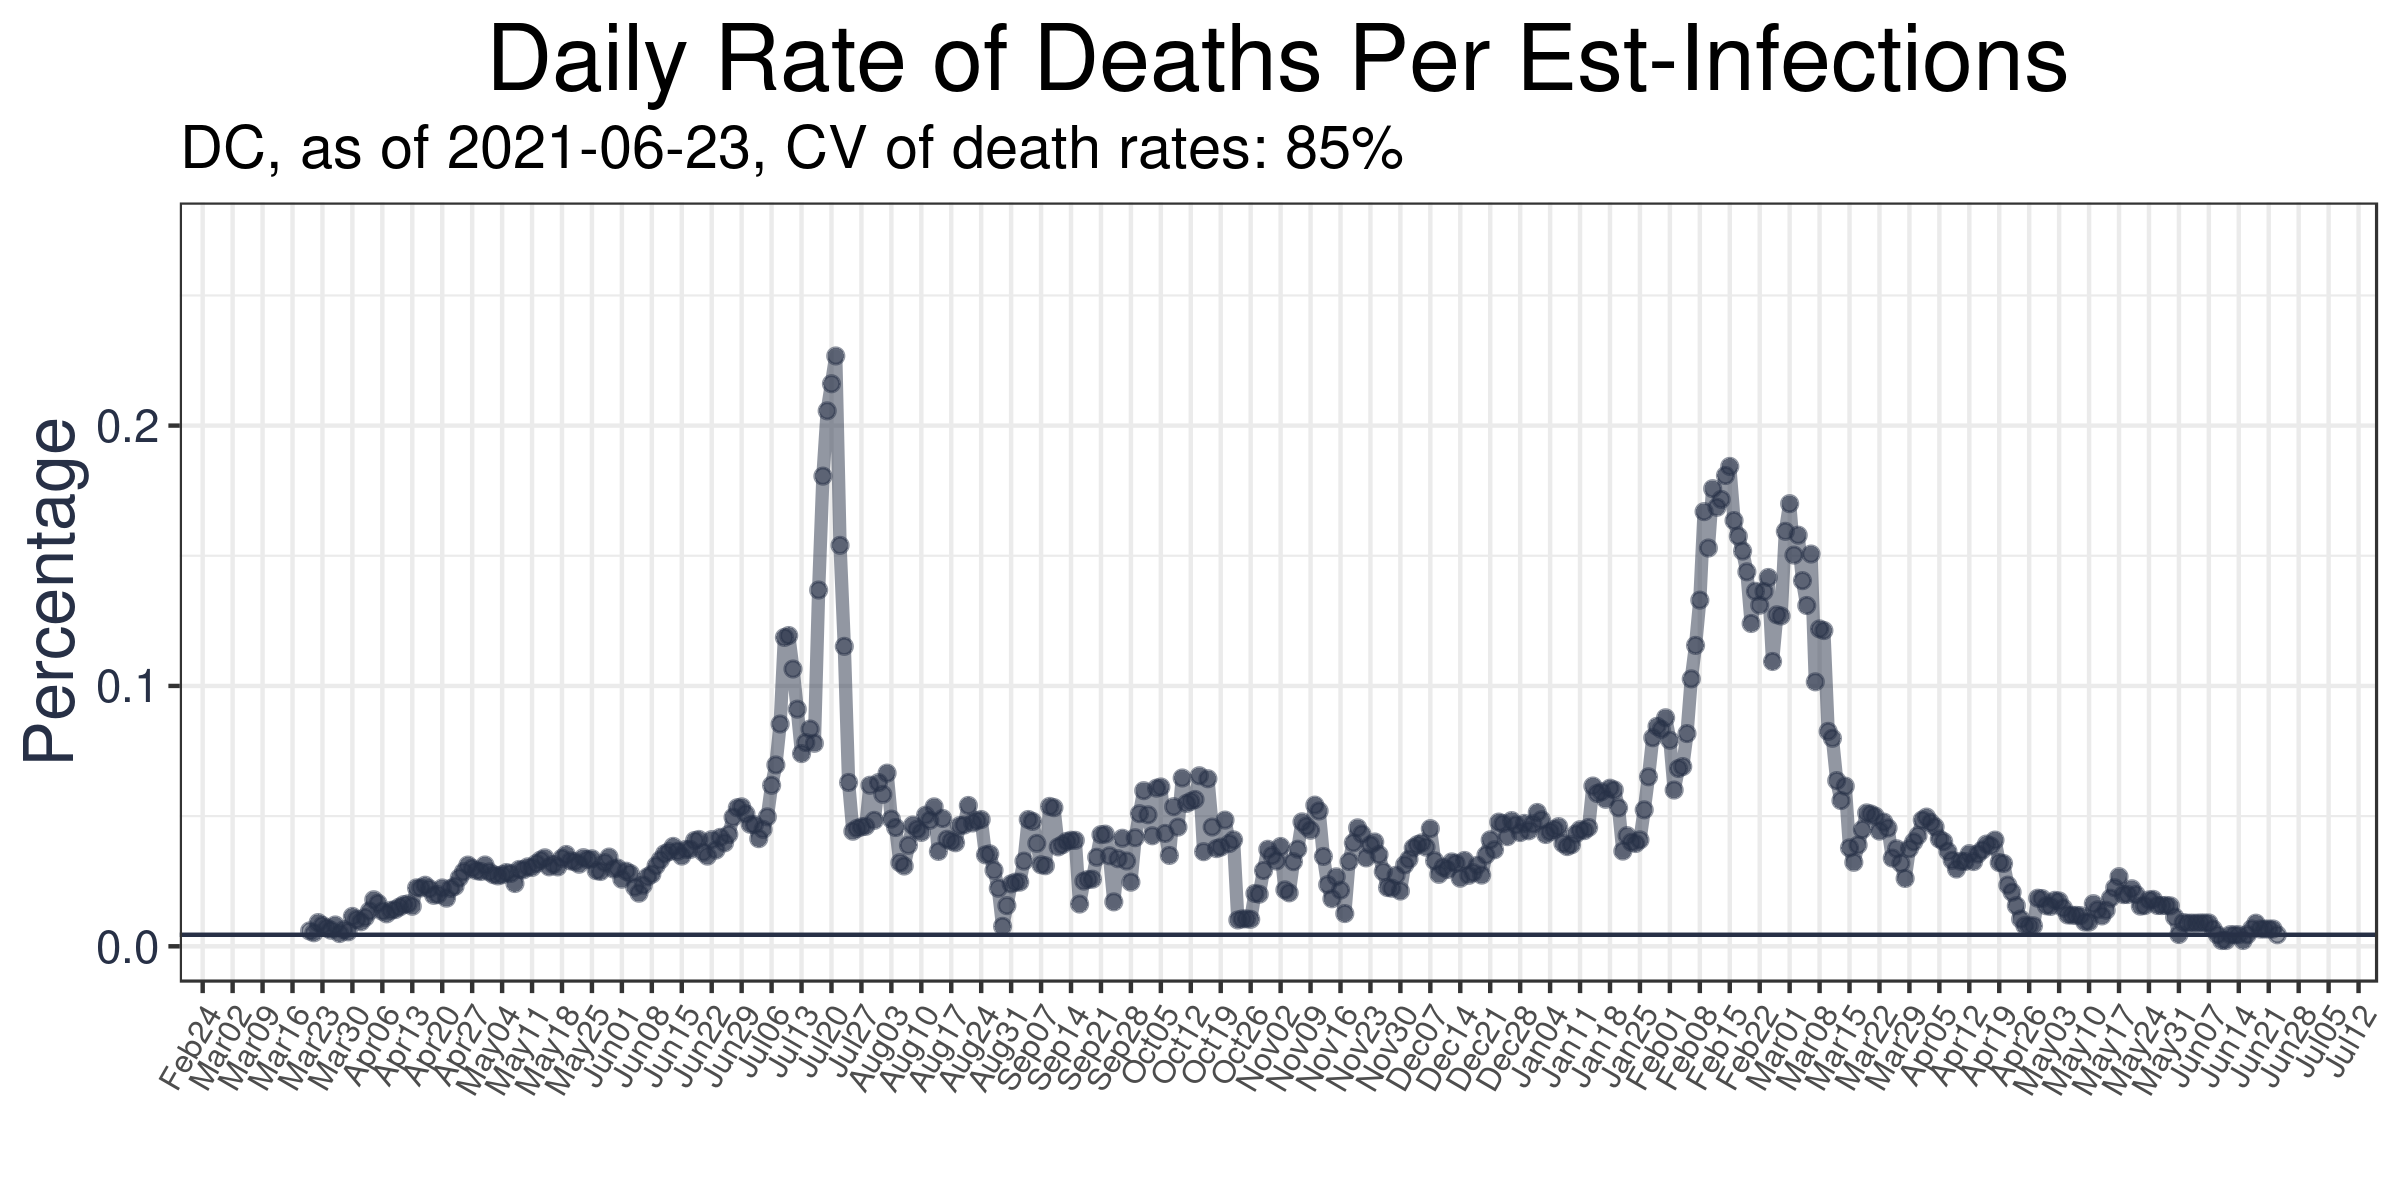 Daily Rate of Deaths Per Est-Infections
DC, as of 2021-06-23, CV of death rates: 85%
Percentage
0.2
0.1
0.0
Feb24
Mar02
Mar09
Mar16
Mar23
Mar30
Apr06
Apr13
Apr20
Apr27
May04
May11
May18
May25
Jun01
Jun08
Jun15
Jun22
Jun29
Jul06
Jul13
Jul20
Jul27
Aug03
Aug10
Aug17
Aug24
Aug31
Sep07
Sep14
Sep21
Sep28
Oct05
Oct12
Oct19
Oct26
Nov02
Nov09
Nov16
Nov23
Nov30
Dec07
Dec14
Dec21
Dec28
Jan04
Jan11
Jan18
Jan25
Feb01
Feb08
Feb15
Feb22
Mar01
Mar08
Mar15
Mar22
Mar29
Apr05
Apr12
Apr19
Apr26
May03
May10
May17
May24
May31
Jun07
Jun14
Jun21
Jun28
Jul05
Jul12